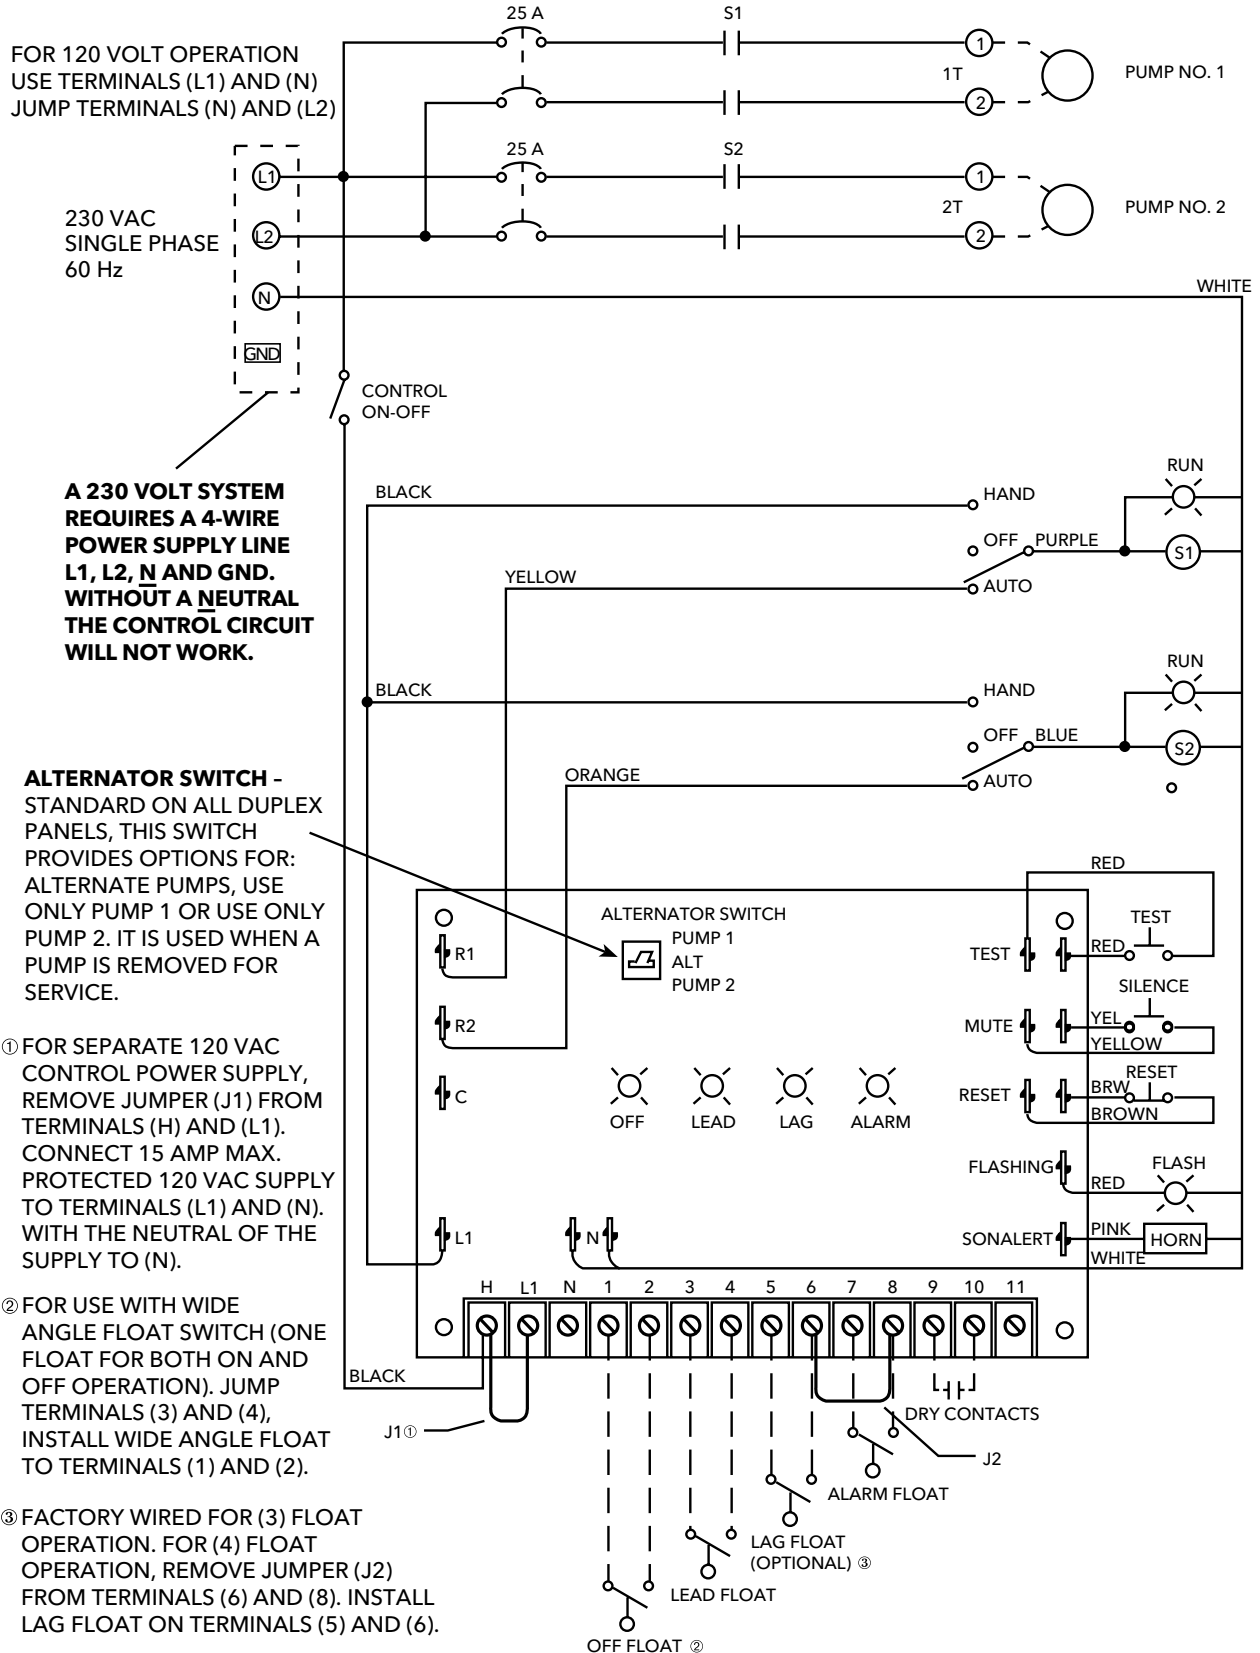 25 A
S1
FOR 120 VOLT OPERATION
USE TERMINALS (L1) AND (N)
JUMP TERMINALS (N) AND (L2)
1
1T
PUMP NO. 1
2
25 A
S2
L1
1
230 VAC
SINGLE PHASE
60 Hz
2T
PUMP NO. 2
L2
2
N
WHITE
GND
CONTROL
ON-OFF
A 230 VOLT SYSTEM
REQUIRES A 4-WIRE
POWER SUPPLY LINE
L1, L2, N AND GND.
WITHOUT A NEUTRAL
THE CONTROL CIRCUIT
WILL NOT WORK.
BLACK
HAND
RUN
OFF
PURPLE
S1
YELLOW
AUTO
BLACK
HAND
RUN
OFF
BLUE
S2
ORANGE
AUTO
ALTERNATOR SWITCH –
STANDARD ON ALL DUPLEX
PANELS, THIS SWITCH
PROVIDES OPTIONS FOR:
ALTERNATE PUMPS, USE
ONLY PUMP 1 OR USE ONLY
PUMP 2. IT IS USED WHEN A
PUMP IS REMOVED FOR
SERVICE.
RED
ALTERNATOR SWITCH
PUMP 1
ALT
PUMP 2
R1
TEST
RED
TEST
SILENCE
R2
MUTE
YEL
YELLOW
C
RESET
RESET
BRW
BROWN
OFF
LEAD
LAG
ALARM
FLASHING
FLASH
RED
L1
N
SONALERT
PINK
HORN
WHITE
① FOR SEPARATE 120 VAC
CONTROL POWER SUPPLY,
REMOVE JUMPER (J1) FROM
TERMINALS (H) AND (L1).
CONNECT 15 AMP MAX.
PROTECTED 120 VAC SUPPLY
TO TERMINALS (L1) AND (N).
WITH THE NEUTRAL OF THE
SUPPLY TO (N).
H L1 N 1 2 3 4 5 6 7 8 9 10 11
② FOR USE WITH WIDE
ANGLE FLOAT SWITCH (ONE
FLOAT FOR BOTH ON AND
OFF OPERATION). JUMP
TERMINALS (3) AND (4),
INSTALL WIDE ANGLE FLOAT
TO TERMINALS (1) AND (2).
BLACK
J1①
DRY CONTACTS
J2
ALARM FLOAT
LAG FLOAT
(OPTIONAL) ③
LEAD FLOAT
OFF FLOAT ②
③ FACTORY WIRED FOR (3) FLOAT
OPERATION. FOR (4) FLOAT
OPERATION, REMOVE JUMPER (J2)
FROM TERMINALS (6) AND (8). INSTALL
LAG FLOAT ON TERMINALS (5) AND (6).